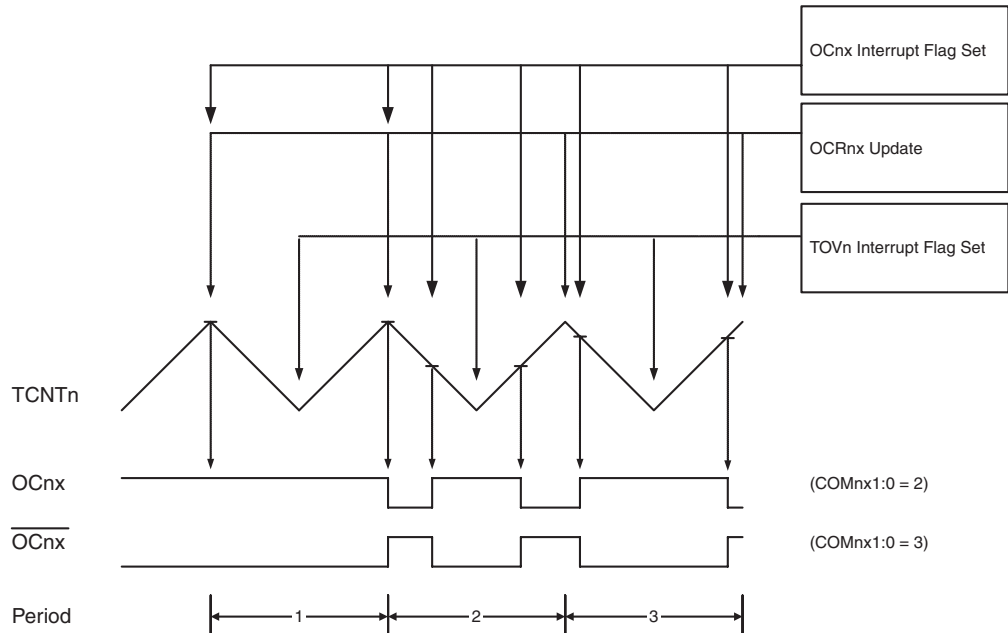 OCnx Interrupt Flag Set
OCRnx Update
TOVn Interrupt Flag Set
TCNTn
OCnx
(COMnx1:0 = 2)
OCnx
(COMnx1:0 = 3)
Period
1
2
3